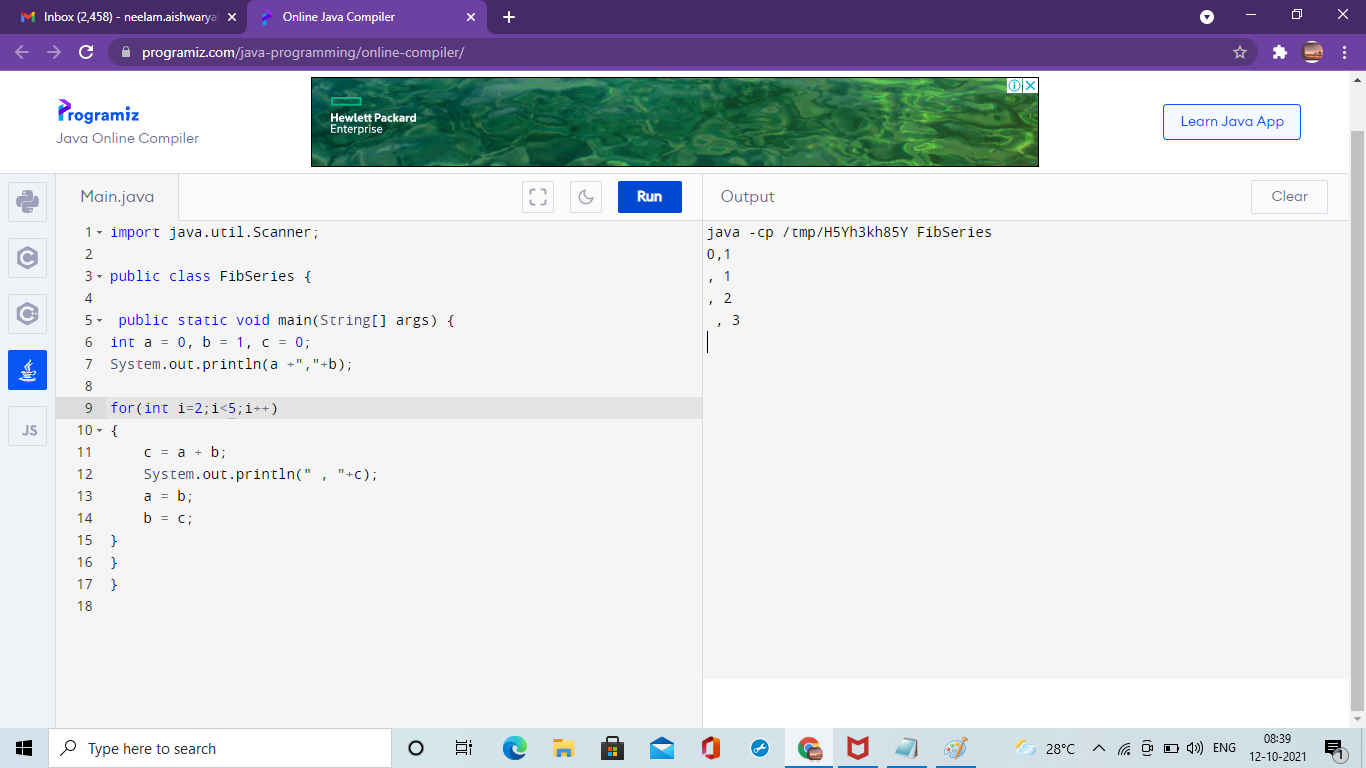 Inbox (2,458) - neelam.aishwarya
Online Java Compiler
programiz.com/java-programming/online-compiler/
Programiz
Java Online Compiler
Hewlett Packard
Enterprise
Learn Java App
Main.java
Run
Output
Clear
JS
1 import java.util.Scanner;
2
3 public class FibSeries {
4
5 public static void main(String[] args) {
6 int a = 0, b = 1, c = 0;
7 System.out.println(a +","+b);
8
9 for(int i=2;i<5;i++)
10 {
11 c = a + b;
12 System.out.println(" , "+c);
13 a = b;
14 b = c;
15 }
16 }
17 }
18
java -cp /tmp/H5Yh3kh85Y FibSeries
0,1
, 1
, 2
, 3
Type here to search
28°C
ENG
08:39
12-10-2021
1